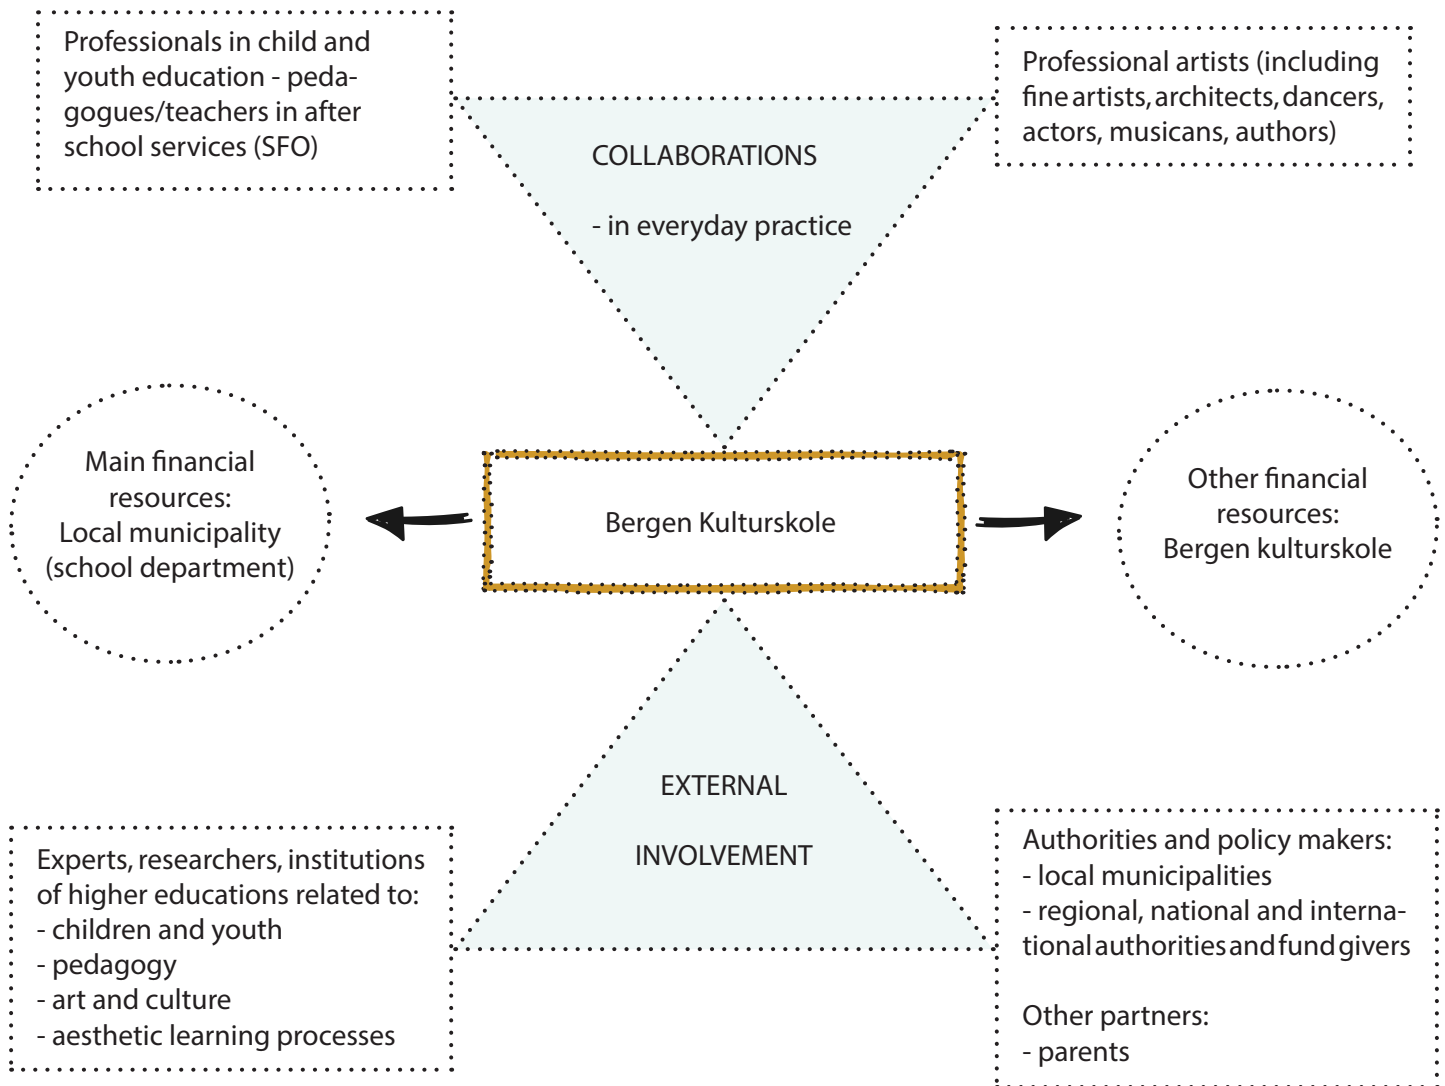 Professionals in child and
youth education - peda-
gogues/teachers in after
school services (SFO)
COLLABORATIONS
- in everyday practice
Professional artists (including
fine artists, architects, dancers,
actors, musicans, authors)
Main financial
resources:
Local municipality
(school department)
Bergen Kulturskole
Other financial
resources:
Bergen kulturskole
EXTERNAL
INVOLVEMENT
Experts, researchers, institutions
of higher educations related to:
- children and youth
- pedagogy
- art and culture
- aesthetic learning processes
Authorities and policy makers:
- local municipalities
- regional, national and interna-
tional authorities and fund givers
Other partners:
- parents